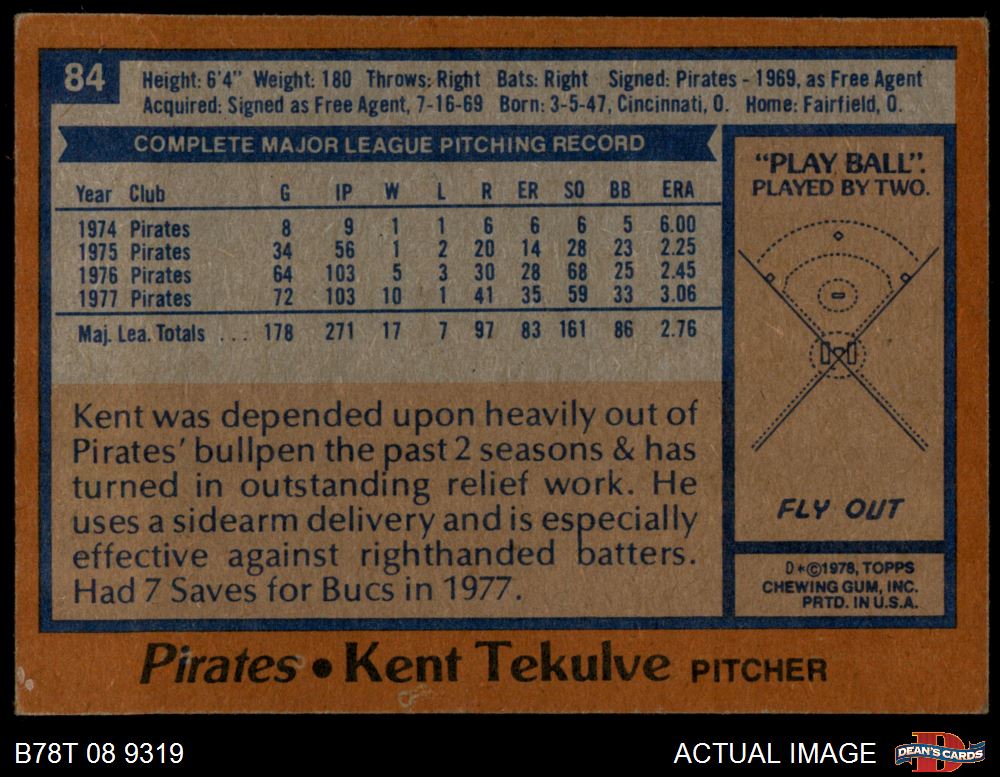 84
Height: 6'4" Weight: 180 Throws: Right Bats: Right Signed: Pirates - 1969, as Free Agent
Acquired: Signed as Free Agent, 7-16-69 Born: 3-5-47, Cincinnati, O. Home: Fairfield, O.
COMPLETE MAJOR LEAGUE PITCHING RECORD
Year Club G IP W L R ER SO BB ERA
1974 Pirates 8 9 1 1 6 6 6 5 6.00
1975 Pirates 34 56 1 2 20 14 28 23 2.25
1976 Pirates 64 103 5 3 30 28 68 25 2.45
1977 Pirates 72 103 10 1 41 35 59 33 3.06
Maj. Lea. Totals ... 178 271 17 7 97 83 161 86 2.76
Kent was depended upon heavily out of
Pirates' bullpen the past 2 seasons & has
turned in outstanding relief work. He
uses a sidearm delivery and is especially
effective against righthanded batters.
Had 7 Saves for Bucs in 1977.
"PLAY BALL".
PLAYED BY TWO.
FLY OUT
D*©1978, TOPPS
CHEWING GUM, INC.
PRTD. IN U.S.A.
Pirates • Kent Tekulve PITCHER
B78T 08 9319
ACTUAL IMAGE
D
DEAN'S CARDS